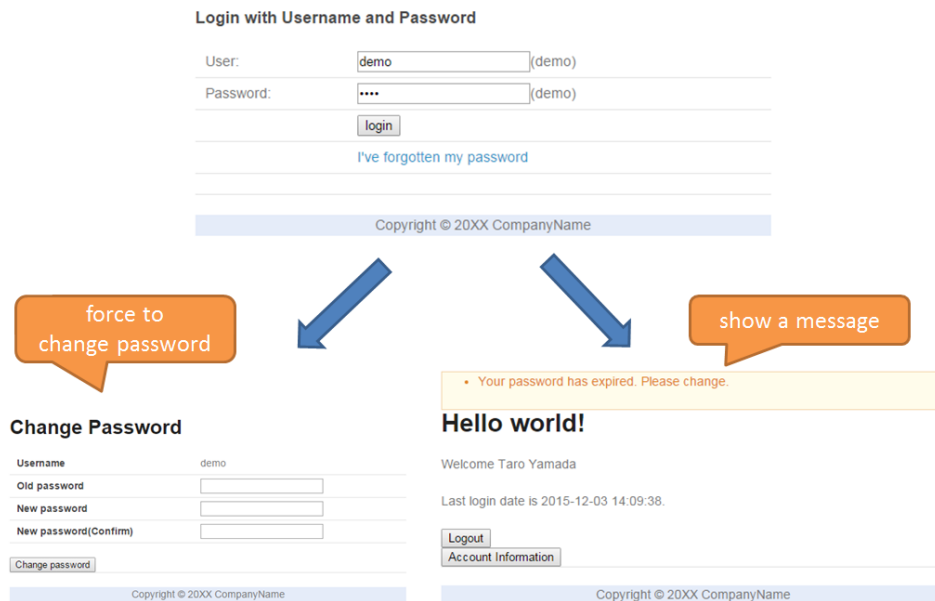 Login with Username and Password
User: demo (demo)
Password: •••• (demo)
login
I've forgotten my password
Copyright © 20XX CompanyName
force to
change password
show a message
• Your password has expired. Please change.
Change Password
Username demo
Old password
New password
New password(Confirm)
Change password
Copyright © 20XX CompanyName
Hello world!
Welcome Taro Yamada
Last login date is 2015-12-03 14:09:38.
Logout
Account Information
Copyright © 20XX CompanyName